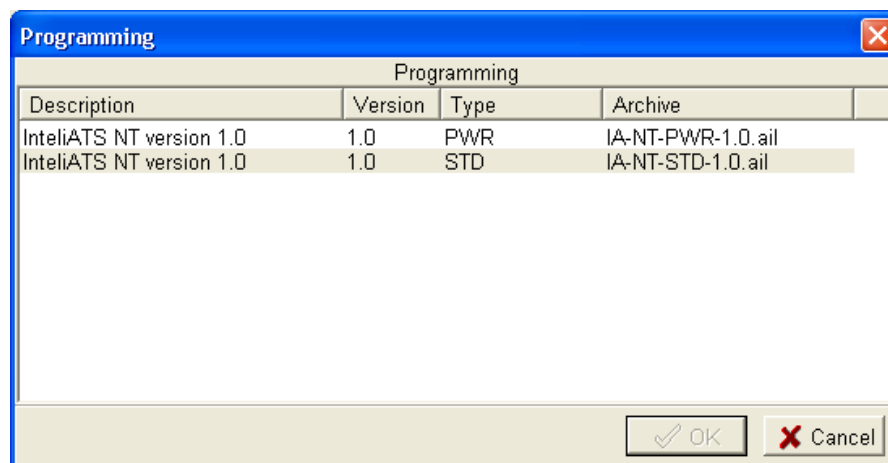 Programming
Programming
Description Version Type Archive
InteliATS NT version 1.0 1.0 PWR IA-NT-PWR-1.0.ail
InteliATS NT version 1.0 1.0 STD IA-NT-STD-1.0.ail
OK Cancel